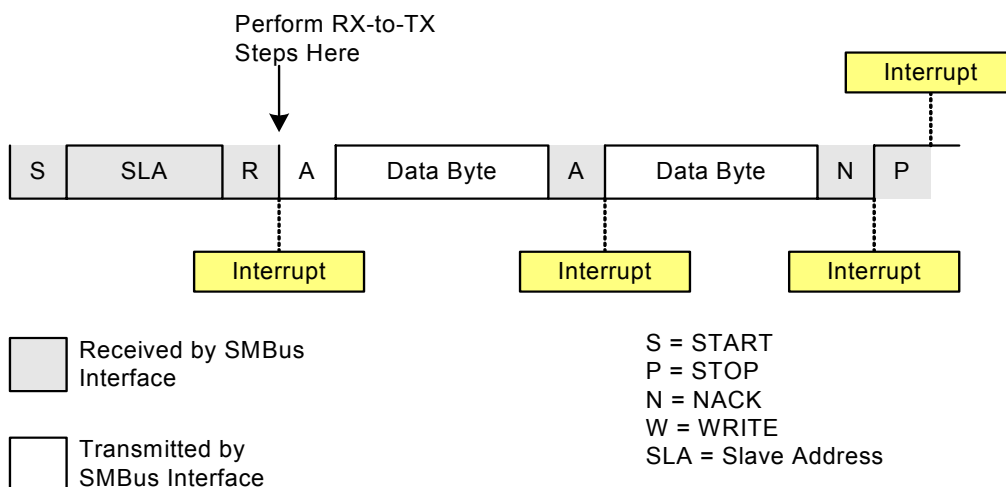 Perform RX-to-TX
Steps Here
Interrupt
S SLA R A Data Byte A Data Byte N P
Interrupt Interrupt Interrupt
Received by SMBus
Interface
Transmitted by
SMBus Interface
S = START
P = STOP
N = NACK
W = WRITE
SLA = Slave Address